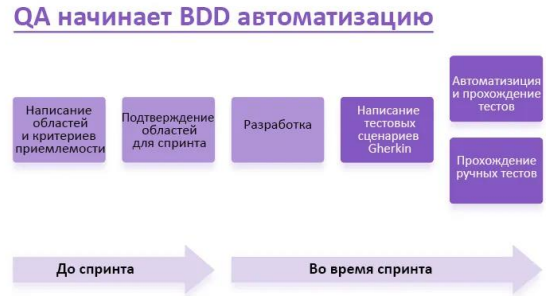 QA начинает BDD автоматизацию
Написание
областей
и критериев
приемлемости
Подтверждение
областей
для спринта
Разработка
Написание
тестовых
сценариев
Gherkin
Автоматизиция
и прохождение
тестов
Прохождение
ручных тестов
До спринта
Во время спринта